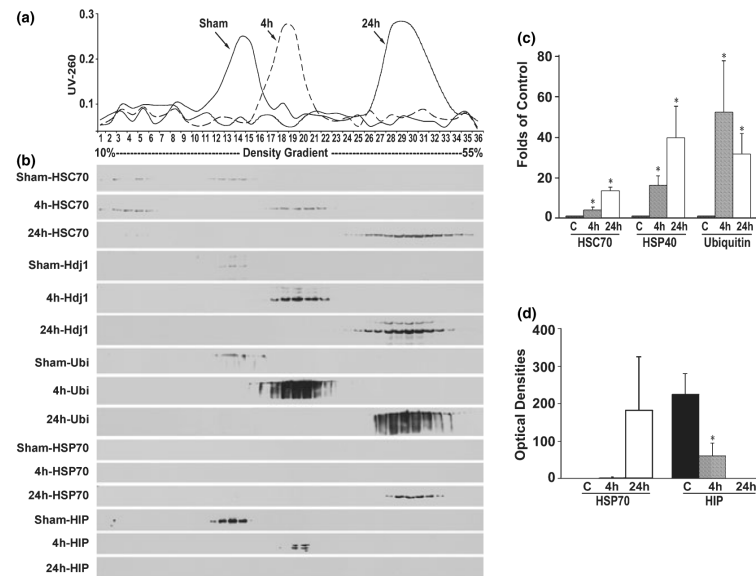 (a)
Sham
4h
24h
0.3
0.2
0.1
UV-260
1 2 3 4 5 6 7 8 9 10 11 12 13 14 15 16 17 18 19 20 21 22 23 24 25 26 27 28 29 30 31 32 33 34 35 36
10% Density Gradient 55%
(b)
Sham-HSC70
4h-HSC70
24h-HSC70
Sham-Hdj1
4h-Hdj1
24h-Hdj1
Sham-Ubi
4h-Ubi
24h-Ubi
Sham-HSP70
4h-HSP70
24h-HSP70
Sham-HIP
4h-HIP
24h-HIP
(c)
Folds of Control
80
60
40
20
0
* * * * * *
C 4h 24h C 4h 24h C 4h 24h
HSC70 HSP40 Ubiquitin
(d)
Optical Densities
400
300
200
100
0
*
C 4h 24h C 4h 24h
HSP70 HIP